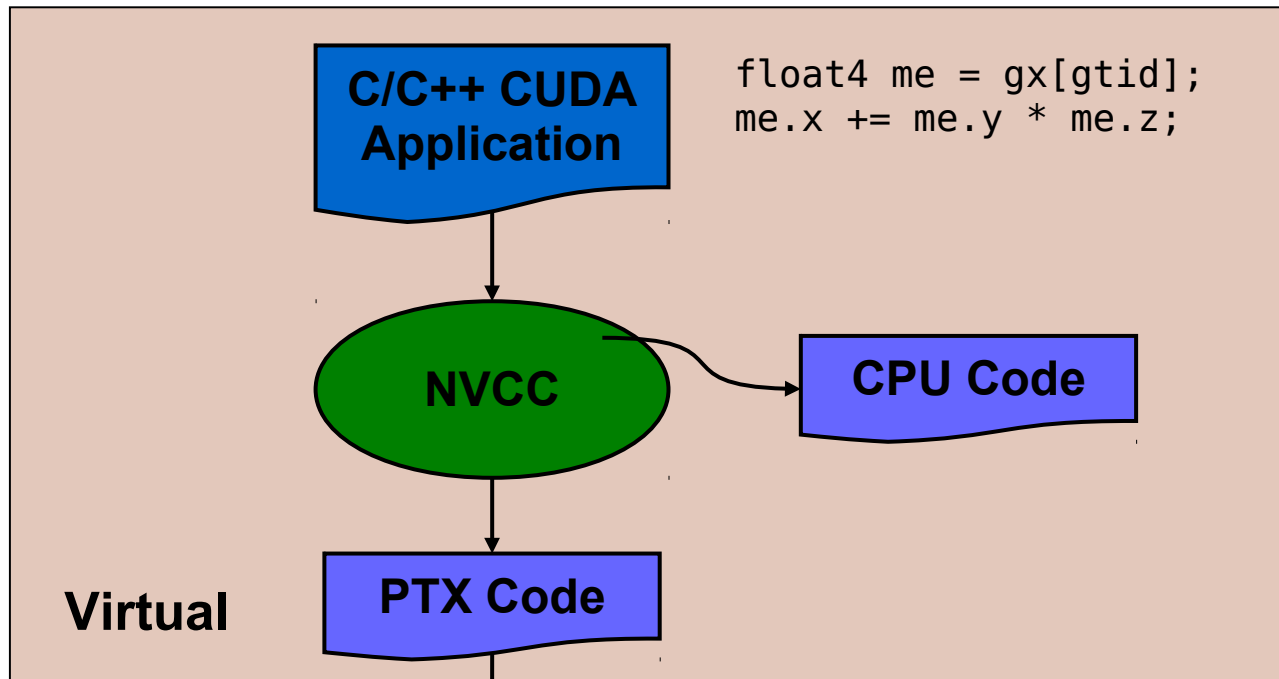 C/C++ CUDA
Application
float4 me = gx[gtid];
me.x += me.y * me.z;
NVCC
CPU Code
PTX Code
Virtual